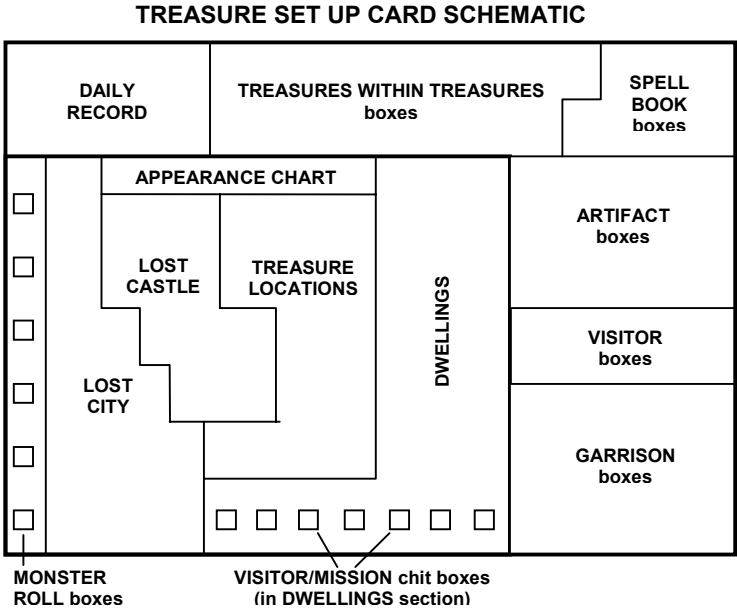 TREASURE SET UP CARD SCHEMATIC
DAILY
RECORD
TREASURES WITHIN TREASURES
boxes
SPELL
BOOK
boxes
APPEARANCE CHART
LOST
CASTLE
TREASURE
LOCATIONS
LOST
CITY
DWELLINGS
ARTIFACT
boxes
VISITOR
boxes
GARRISON
boxes
MONSTER
ROLL boxes
VISITOR/MISSION chit boxes
(in DWELLINGS section)